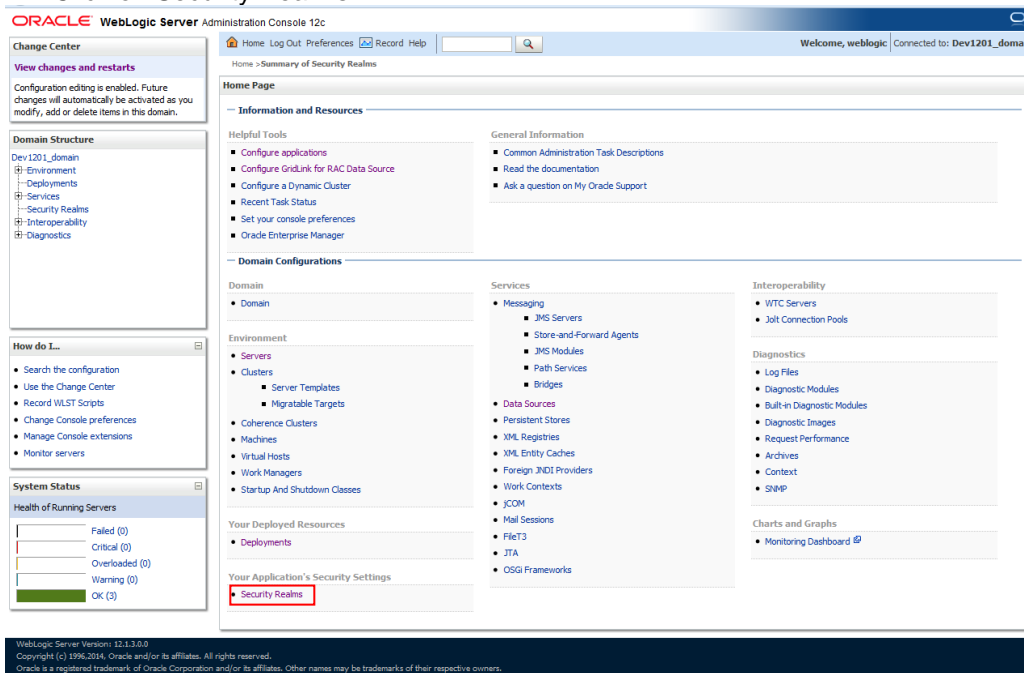 ORACLE WebLogic Server Administration Console 12c
Change Center
View changes and restarts
Configuration editing is enabled. Future
changes will automatically be activated as you
modify, add or delete items in this domain.
Domain Structure
Dev1201_domain
Environment
Deployments
Services
Security Realms
Interoperability
Diagnostics
How do I...
Search the configuration
Use the Change Center
Record WLST Scripts
Change Console preferences
Manage Console extensions
Monitor servers
System Status
Health of Running Servers
Failed (0)
Critical (0)
Overloaded (0)
Warning (0)
OK (3)
Home Log Out Preferences Record Help
Welcome, weblogic Connected to: Dev1201_doma
Home >Summary of Security Realms
Home Page
Information and Resources
Helpful Tools
Configure applications
Configure GridLink for RAC Data Source
Configure a Dynamic Cluster
Recent Task Status
Set your console preferences
Oracle Enterprise Manager
General Information
Common Administration Task Descriptions
Read the documentation
Ask a question on My Oracle Support
Domain Configurations
Domain
Domain
Environment
Servers
Clusters
Server Templates
Migratable Targets
Coherence Clusters
Machines
Virtual Hosts
Work Managers
Startup And Shutdown Classes
Your Deployed Resources
Deployments
Your Application's Security Settings
Security Realms
Services
Messaging
JMS Servers
Store-and-Forward Agents
JMS Modules
Path Services
Bridges
Data Sources
Persistent Stores
XML Registries
XML Entity Caches
Foreign JNDI Providers
Work Contexts
jCOM
Mail Sessions
FileT3
JTA
OSGi Frameworks
Interoperability
WTC Servers
Jolt Connection Pools
Diagnostics
Log Files
Diagnostic Modules
Built-in Diagnostic Modules
Diagnostic Images
Request Performance
Archives
Context
SNMP
Charts and Graphs
Monitoring Dashboard
WebLogic Server Version: 12.1.3.0.0
Copyright (c) 1996,2014, Oracle and/or its affiliates. All rights reserved.
Oracle is a registered trademark of Oracle Corporation and/or its affiliates. Other names may be trademarks of their respective owners.